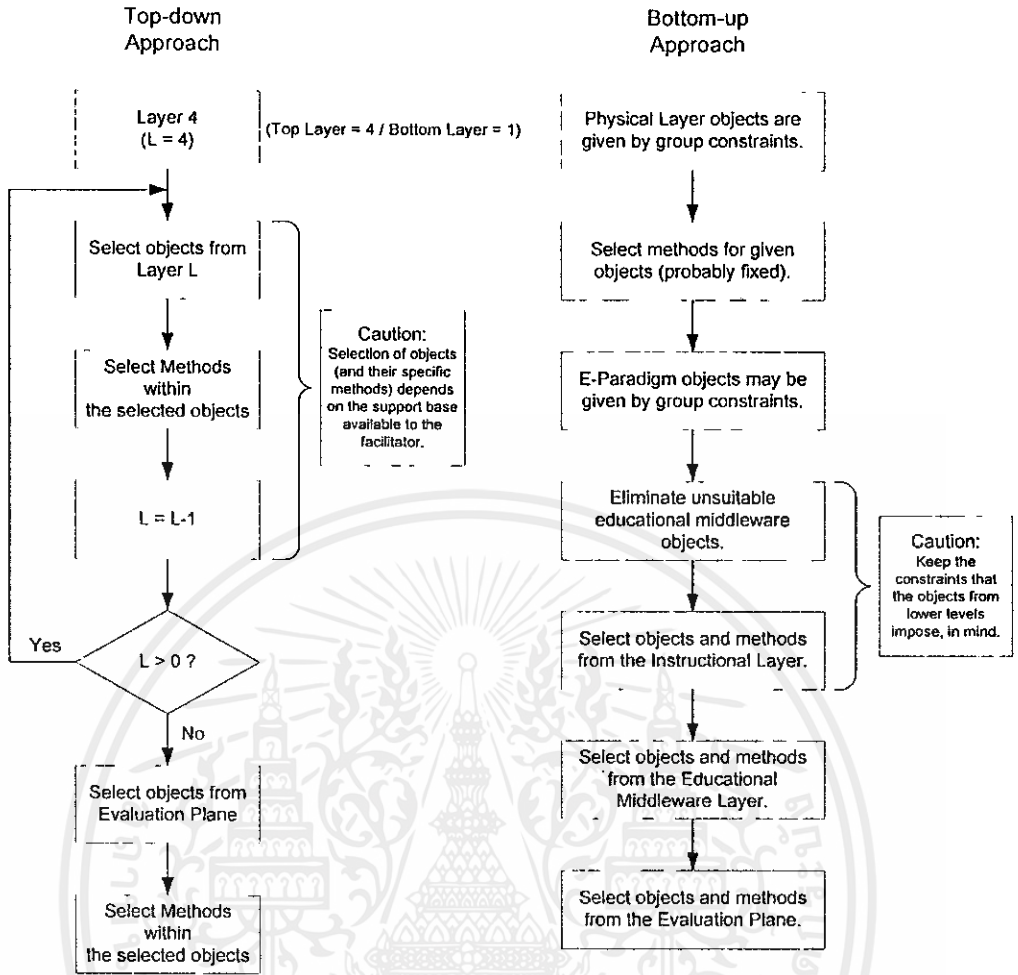 Top-down
Approach
Layer 4
(L = 4)
(Top Layer = 4 / Bottom Layer = 1)
Select objects from
Layer L
Select Methods
within
the selected objects
L = L-1
Caution:
Selection of objects
(and their specific
methods) depends
on the support base
available to the
facilitator.
Yes
L > 0 ?
No
Select objects from
Evaluation Plane
Select Methods
within
the selected objects
Bottom-up
Approach
Physical Layer objects are
given by group constraints.
Select methods for given
objects (probably fixed).
E-Paradigm objects may be
given by group constraints.
Eliminate unsuitable
educational middleware
objects.
Select objects and methods
from the Instructional Layer.
Caution:
Keep the
constraints that
the objects from
lower levels
impose, in mind.
Select objects and methods
from the Educational
Middleware Layer.
Select objects and methods
from the Evaluation Plane.